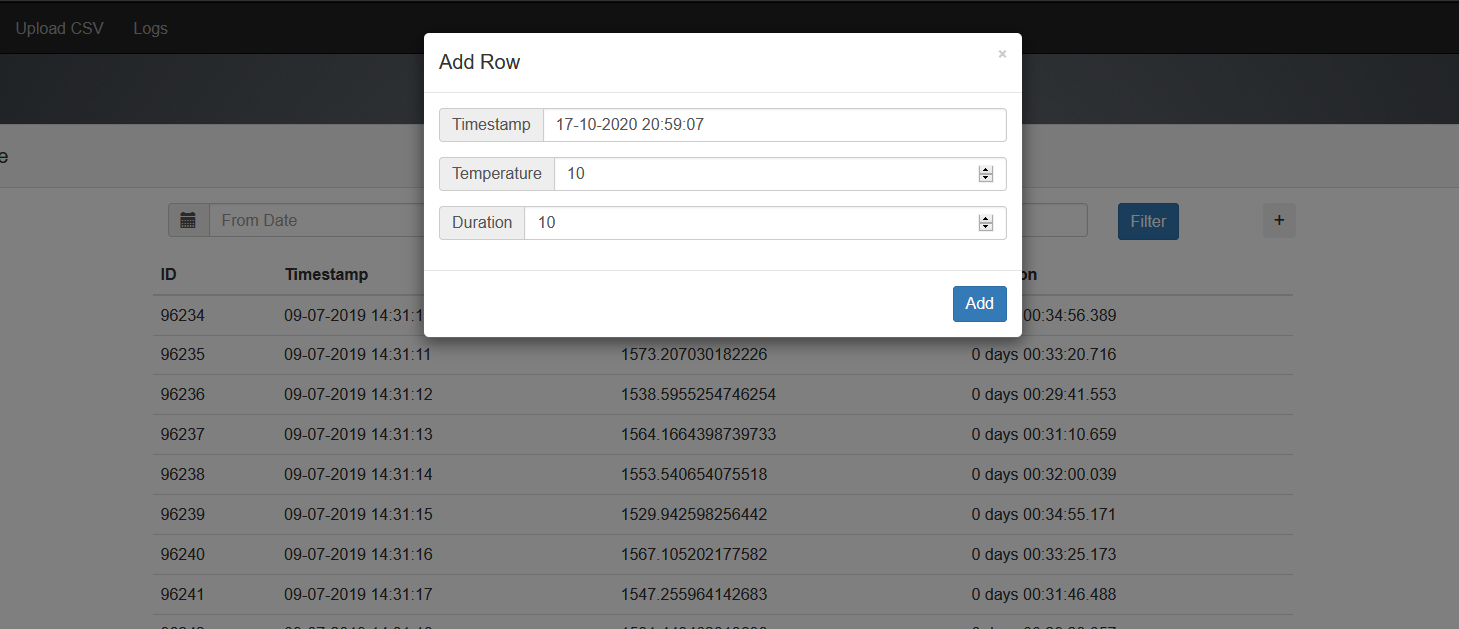 Upload CSV Logs
Add Row ×
Timestamp 17-10-2020 20:59:07
e
Temperature 10
From Date Duration 10 Filter +
ID Timestamp on
Add
96234 09-07-2019 14:31:1 00:34:56.389
96235 09-07-2019 14:31:11 1573.207030182226 0 days 00:33:20.716
96236 09-07-2019 14:31:12 1538.5955254746254 0 days 00:29:41.553
96237 09-07-2019 14:31:13 1564.1664398739733 0 days 00:31:10.659
96238 09-07-2019 14:31:14 1553.540654075518 0 days 00:32:00.039
96239 09-07-2019 14:31:15 1529.942598256442 0 days 00:34:55.171
96240 09-07-2019 14:31:16 1567.105202177582 0 days 00:33:25.173
96241 09-07-2019 14:31:17 1547.255964142683 0 days 00:31:46.488